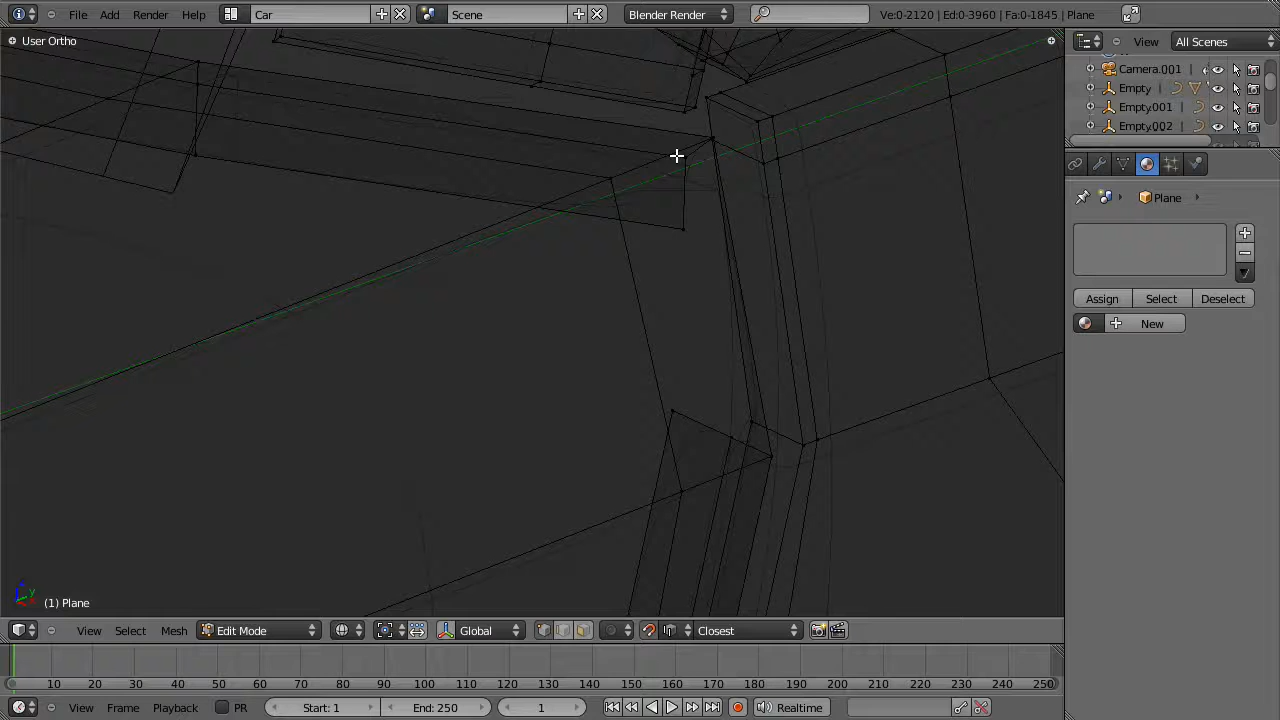 File Add Render Help Car Scene Blender Render Ve:0-2120 | Ed:0-3960 | Fa:0-1845 | Plane
User Ortho
View All Scenes
Camera.001
Empty
Empty.001
Empty.002
Plane
Assign Select Deselect
New
(1) Plane
View Select Mesh Edit Mode Global Closest
10 20 30 40 50 60 70 80 90 100 110 120 130 140 150 160 170 180 190 200 210 220 230 240 250
View Frame Playback PR Start: 1 End: 250 1 Realtime